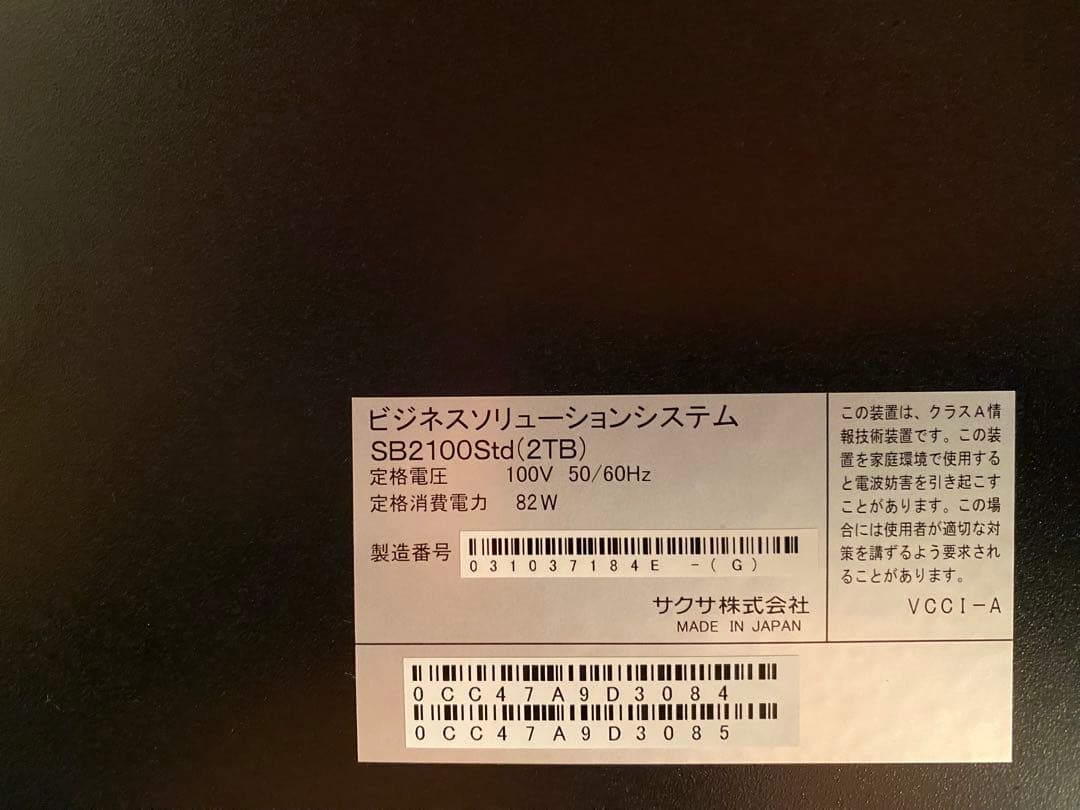 ビジネスソリューションシステム
SB2100Std(2TB)
定格電圧 100V 50/60Hz
定格消費電力 82W
製造番号
031037184E -(G)
サクサ株式会社
MADE IN JAPAN
この装置は、クラスA情
報技術装置です。この装
置を家庭環境で使用する
と電波妨害を引き起こす
ことがあります。この場
合には使用者が適切な対
策を講ずるよう要求され
ることがあります。
VCCI-A
0CC47A9D3084
0CC47A9D3085